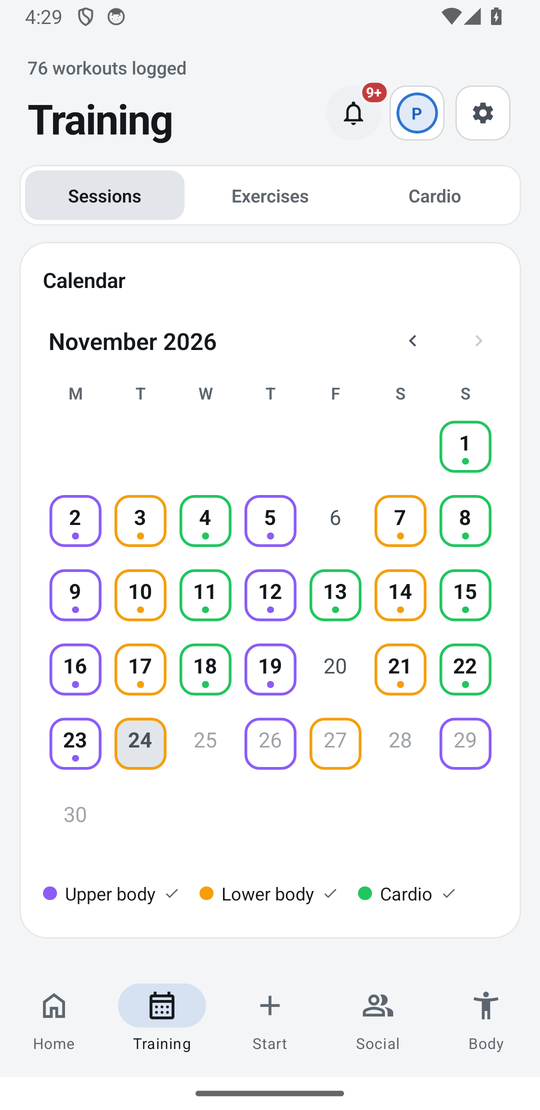 4:29
76 workouts logged
Training
9+
P
Sessions Exercises Cardio
Calendar
November 2026
M T W T F S S
1
2 3 4 5 6 7 8
9 10 11 12 13 14 15
16 17 18 19 20 21 22
23 24 25 26 27 28 29
30
Upper body Lower body Cardio
Home Training Start Social Body